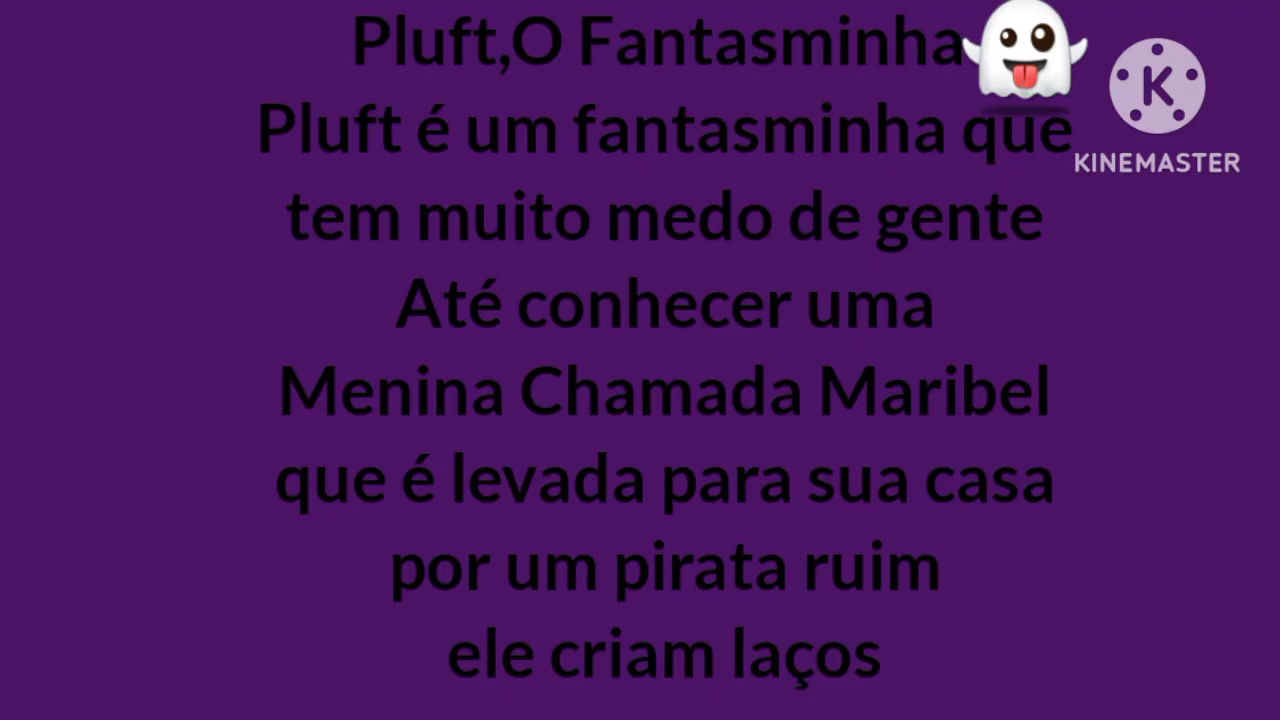 Pluft,O Fantasminha
Pluft é um fantasminha que
tem muito medo de gente
Até conhecer uma
Menina Chamada Maribel
que é levada para sua casa
por um pirata ruim
ele criam laços
K
KINEMASTER